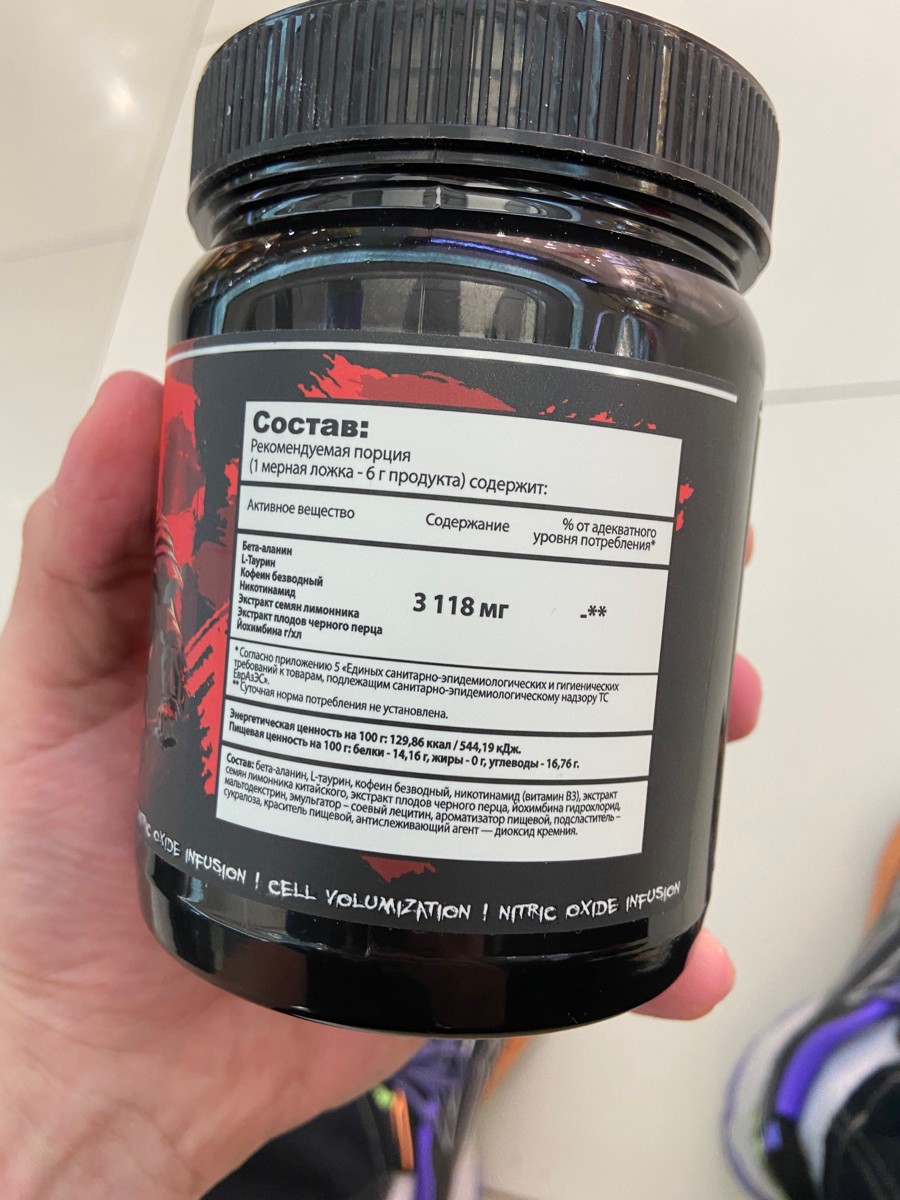 Состав:
Рекомендуемая порция
(1 мерная ложка - 6 г продукта) содержит:
Активное вещество Содержание % от адекватного
уровня потребления*
Бета-аланин
L-Таурин
Кофеин безводный
Никотинамид
Экстракт семян лимонника
Экстракт плодов черного перца
Йохимбина г/хл
3 118 мг -**
* Согласно приложению 5 «Единых санитарно-эпидемиологических и гигиенических
требований к товарам, подлежащим санитарно-эпидемиологическому надзору ТС
ЕврАзЭС».
** Суточная норма потребления не установлена.
Энергетическая ценность на 100 г: 129,86 ккал / 544,19 кДж.
Пищевая ценность на 100 г: белки - 14,16 г, жиры - 0 г, углеводы - 16,76 г.
Состав: бета-аланин, L-таурин, кофеин безводный, никотинамид (витамин В3), экстракт
семян лимонника китайского, экстракт плодов черного перца, йохимбина гидрохлорид,
мальтодекстрин, эмульгатор – соевый лецитин, ароматизатор пищевой, подсластитель –
сукралоза, краситель пищевой, антислеживающий агент — диоксид кремния.
OXIDE INFUSION ! CELL VOLUMIZATION ! NITRIC OXIDE INFUSION